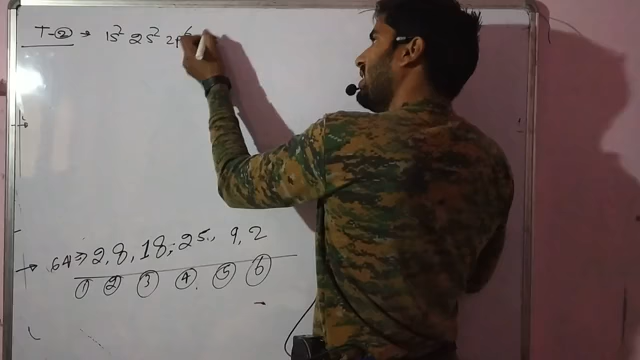 T-② → 1s² 2s² 2p⁶
→ 64 ⇒ 2, 8, 18, 25, 9, 2
① ② ③ ④ ⑤ ⑥